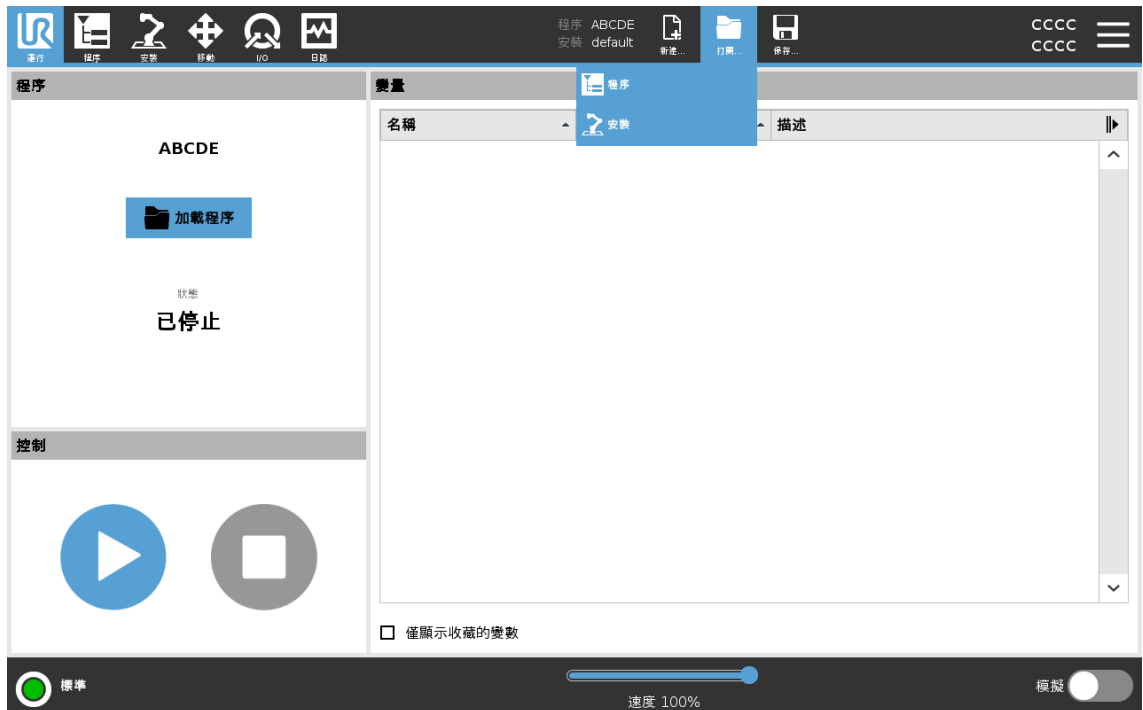 運行 程序 安裝 移動 I/O 日誌
程序 ABCDE
安裝 default
新建... 打開... 保存...
CCCC
CCCC
程序
安裝
程序
ABCDE
加載程序
狀態
已停止
控制
變量
名稱 描述
僅顯示收藏的變數
標準
速度 100%
模擬